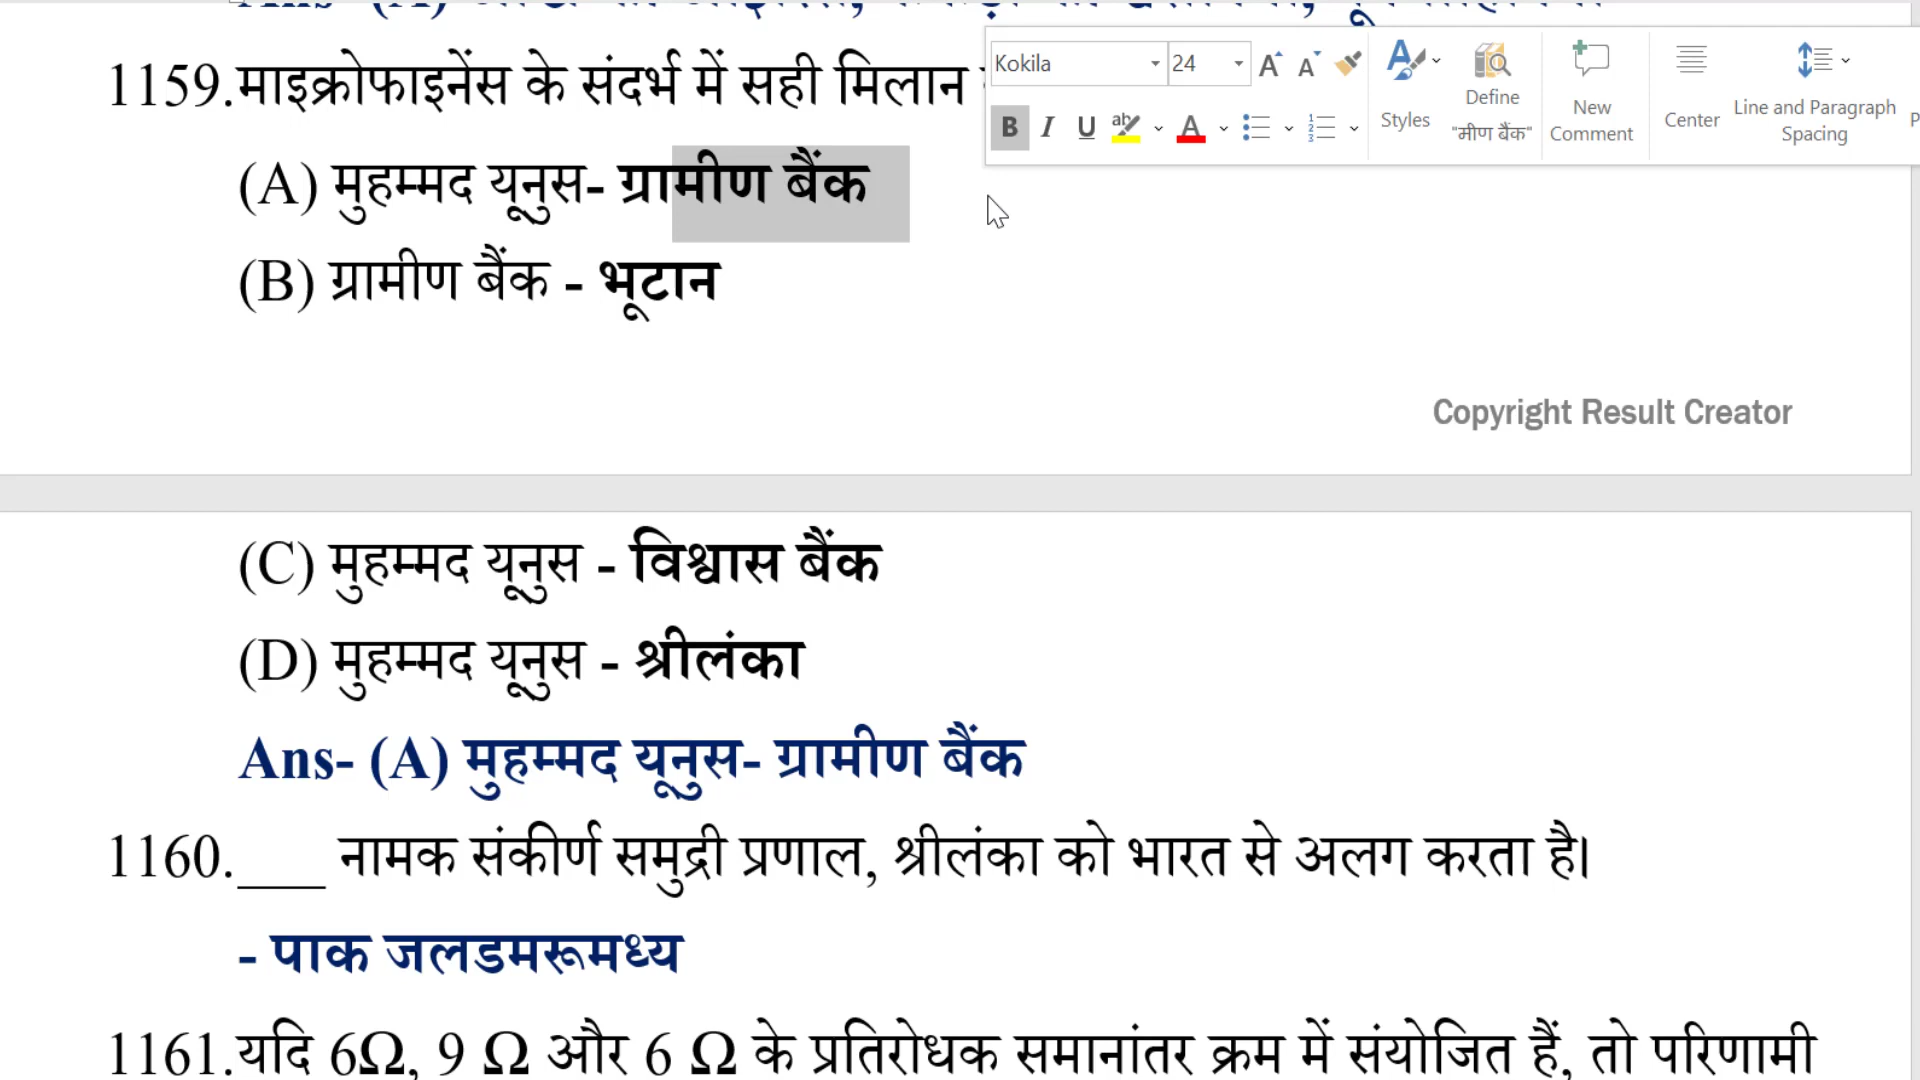 1159.माइक्रोफाइनेंस के संदर्भ में सही मिलान
Kokila 24
Styles
Define
"मीण बैंक"
New
Comment
Center
Line and Paragraph
Spacing
B I U
(A) मुहम्मद यूनुस- ग्रामीण बैंक
(B) ग्रामीण बैंक - भूटान
Copyright Result Creator
(C) मुहम्मद यूनुस - विश्वास बैंक
(D) मुहम्मद यूनुस - श्रीलंका
Ans- (A) मुहम्मद यूनुस- ग्रामीण बैंक
1160.___ नामक संकीर्ण समुद्री प्रणाल, श्रीलंका को भारत से अलग करता है।
- पाक जलडमरूमध्य
1161.यदि 6Ω, 9 Ω और 6 Ω के प्रतिरोधक समानांतर क्रम में संयोजित हैं, तो परिणामी